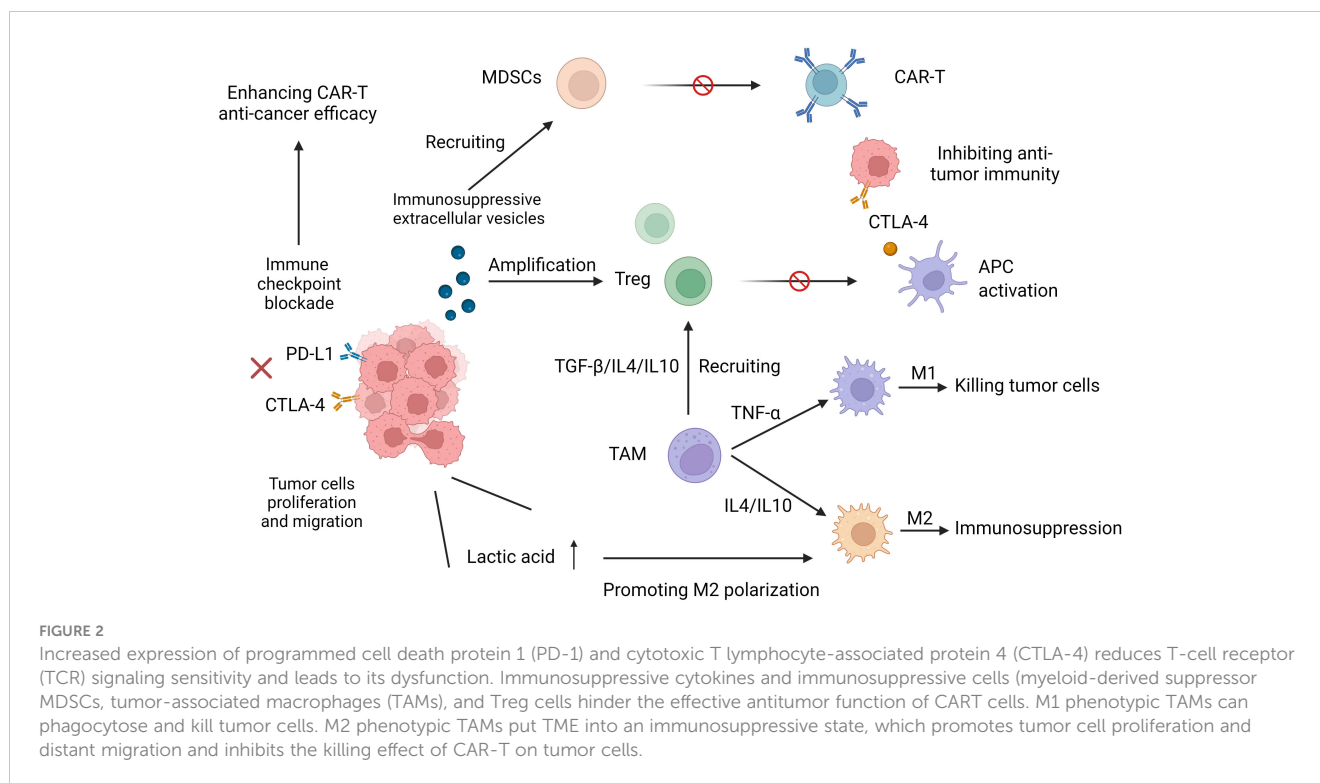 MDSCs
CAR-T
Enhancing CAR-T
anti-cancer efficacy
Recruiting
Inhibiting anti-
tumor immunity
Immunosuppressive
extracellular vesicles
CTLA-4
Immune
checkpoint
blockade
Amplification
Treg
APC
activation
PD-L1
CTLA-4
TGF-β/IL4/IL10
Recruiting
M1
Killing tumor cells
TNF-α
TAM
Tumor cells
proliferation
and migration
IL4/IL10
M2
Immunosuppression
Lactic acid
Promoting M2 polarization
FIGURE 2
Increased expression of programmed cell death protein 1 (PD-1) and cytotoxic T lymphocyte-associated protein 4 (CTLA-4) reduces T-cell receptor
(TCR) signaling sensitivity and leads to its dysfunction. Immunosuppressive cytokines and immunosuppressive cells (myeloid-derived suppressor
MDSCs, tumor-associated macrophages (TAMs), and Treg cells hinder the effective antitumor function of CART cells. M1 phenotypic TAMs can
phagocytose and kill tumor cells. M2 phenotypic TAMs put TME into an immunosuppressive state, which promotes tumor cell proliferation and
distant migration and inhibits the killing effect of CAR-T on tumor cells.